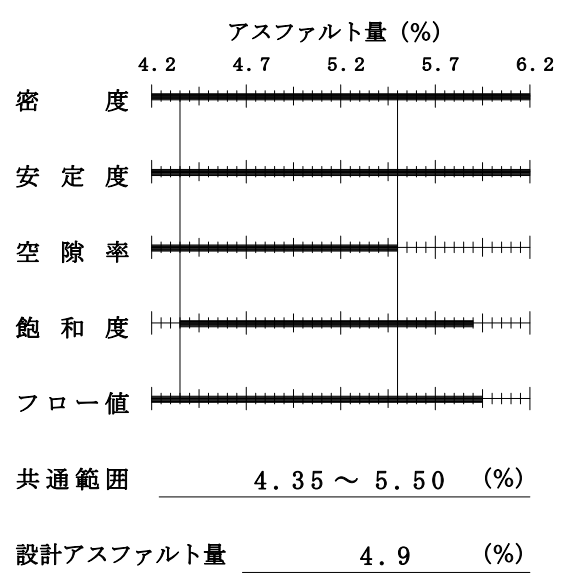 アスファルト量 (%)
4.2 4.7 5.2 5.7 6.2
密度
安定度
空隙率
飽和度
フロー値
共通範囲 4.35～5.50 (%)
設計アスファルト量 4.9 (%)